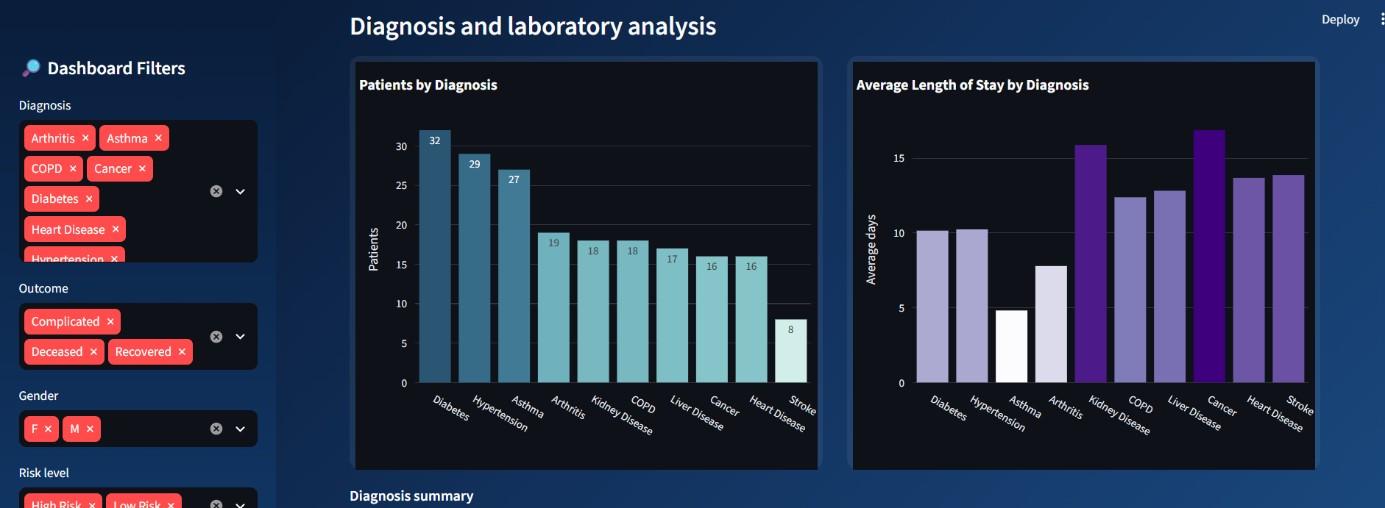 Diagnosis and laboratory analysis
Deploy
Dashboard Filters
Diagnosis
Arthritis × Asthma ×
COPD × Cancer ×
Diabetes ×
Heart Disease ×
Hypertension ×
Outcome
Complicated ×
Deceased × Recovered ×
Gender
F × M ×
Risk level
High Risk × Low Risk ×
Patients by Diagnosis
Patients
30
25
20
15
10
5
0
32
29
27
19
18
18
17
16
16
8
Diabetes
Hypertension
Asthma
Arthritis
Kidney Disease
COPD
Liver Disease
Cancer
Heart Disease
Stroke
Average Length of Stay by Diagnosis
Average days
15
10
5
0
Diabetes
Hypertension
Asthma
Arthritis
Kidney Disease
COPD
Liver Disease
Cancer
Heart Disease
Stroke
Diagnosis summary